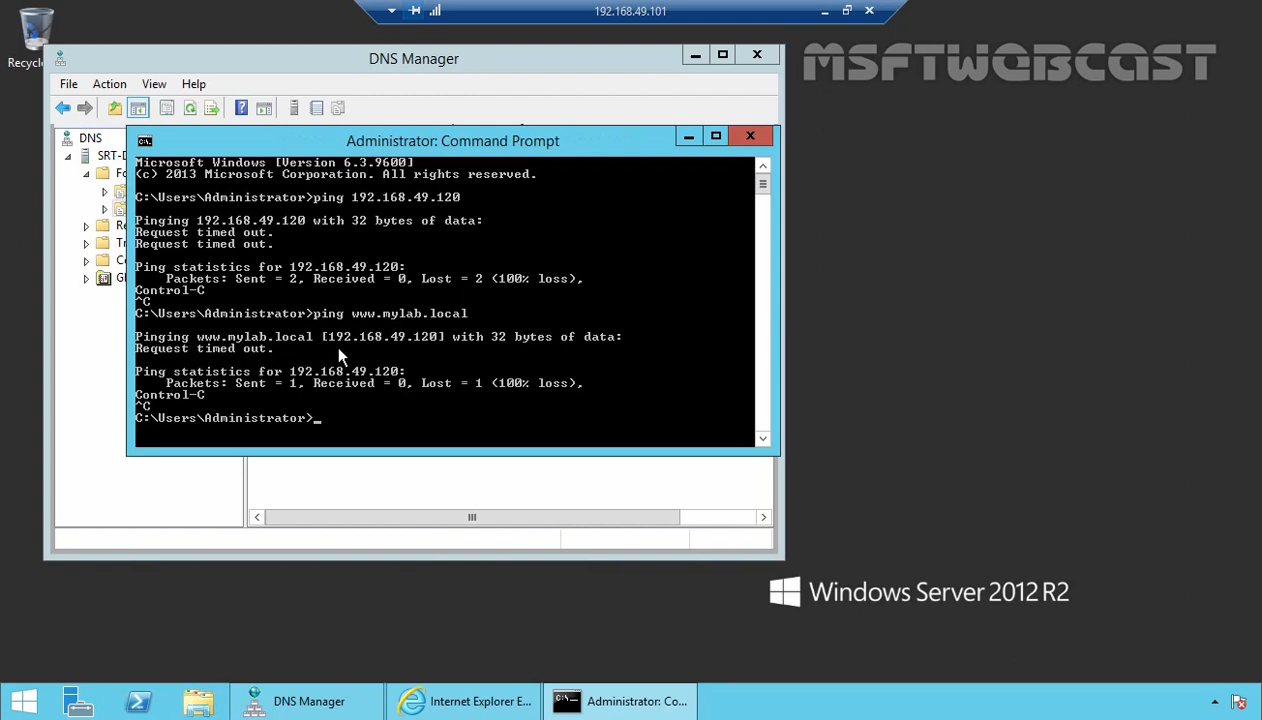 192.168.49.101
Recyc
MSFTWEBCAST
DNS Manager
File Action View Help
DNS
SRT-D
Fo
Re
Tr
Co
Gl
Administrator: Command Prompt
Microsoft Windows [Version 6.3.9600]
(c) 2013 Microsoft Corporation. All rights reserved.
C:\Users\Administrator>ping 192.168.49.120
Pinging 192.168.49.120 with 32 bytes of data:
Request timed out.
Request timed out.
Ping statistics for 192.168.49.120:
Packets: Sent = 2, Received = 0, Lost = 2 (100% loss),
Control-C
^C
C:\Users\Administrator>ping www.mylab.local
Pinging www.mylab.local [192.168.49.120] with 32 bytes of data:
Request timed out.
Ping statistics for 192.168.49.120:
Packets: Sent = 1, Received = 0, Lost = 1 (100% loss),
Control-C
^C
C:\Users\Administrator>_
Windows Server 2012 R2
DNS Manager
Internet Explorer E...
Administrator: Co...